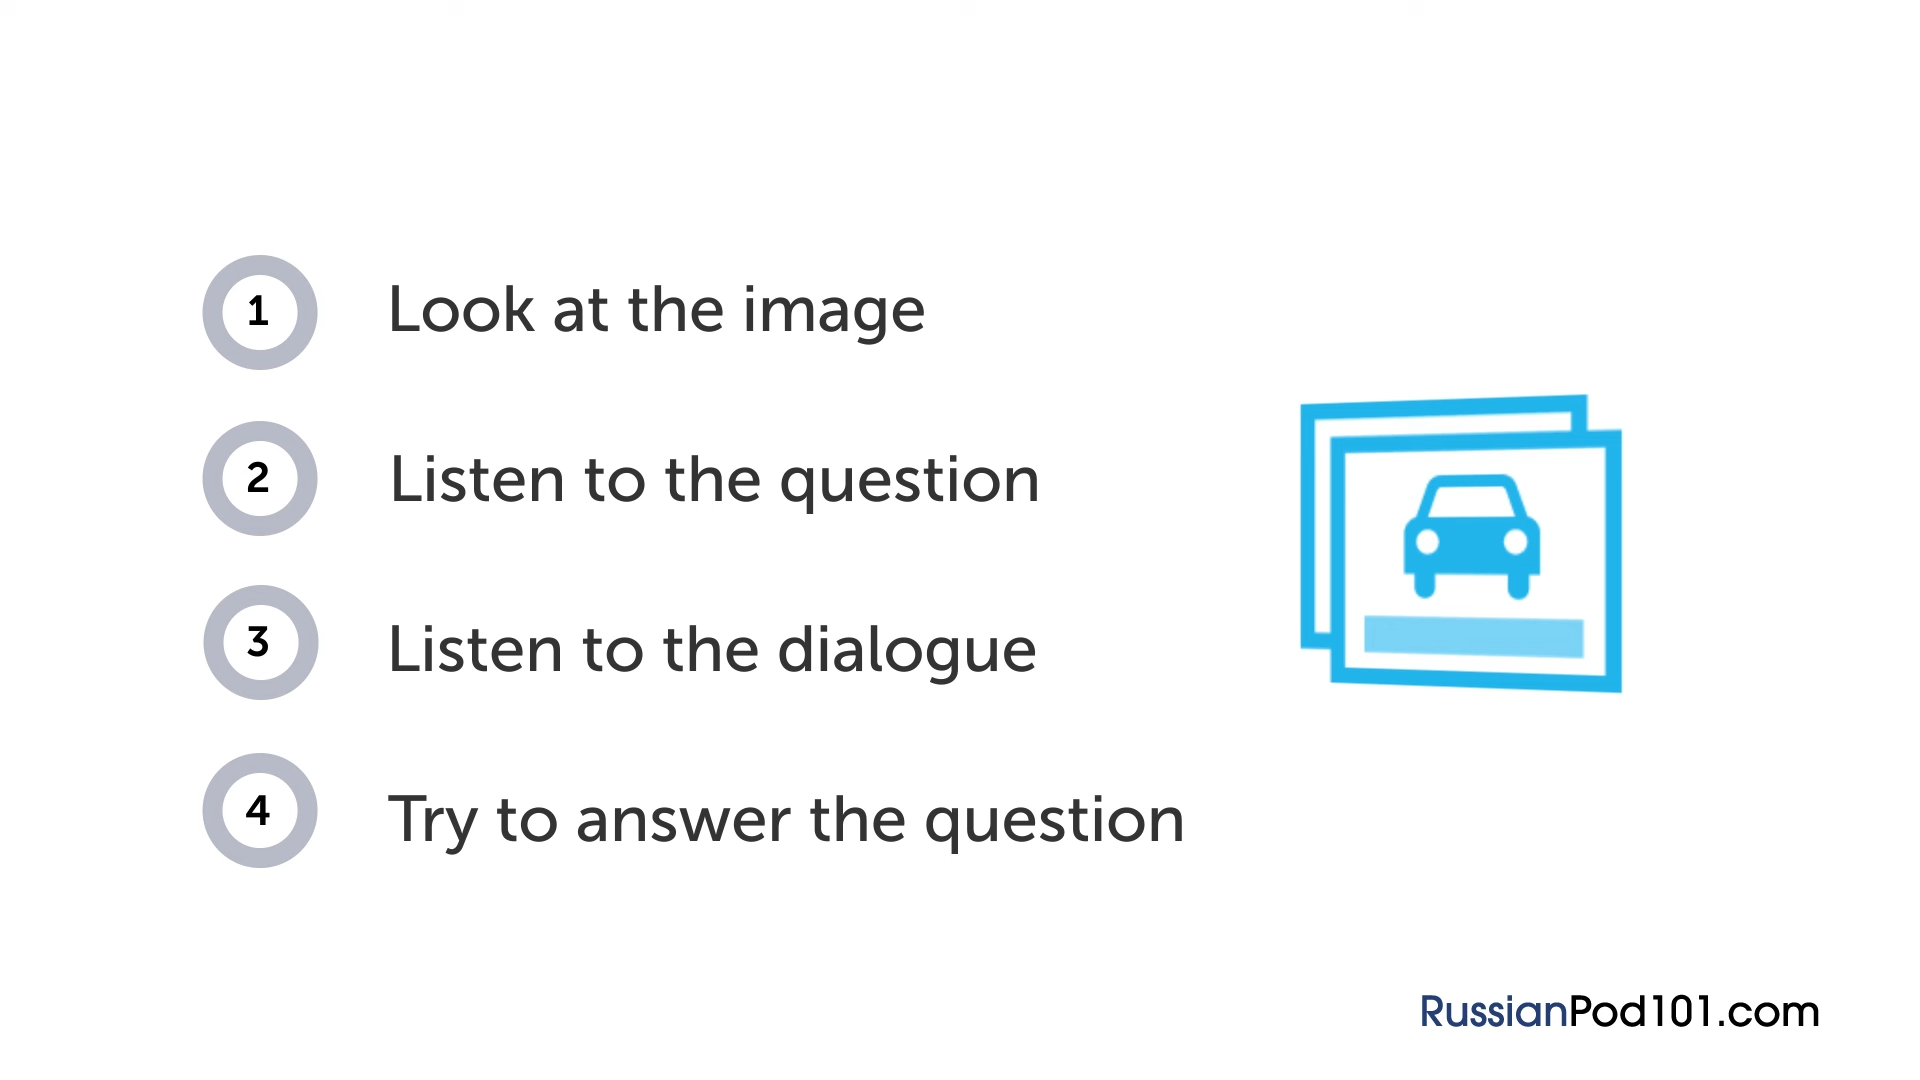 1 Look at the image
2 Listen to the question
3 Listen to the dialogue
4 Try to answer the question
RussianPod101.com